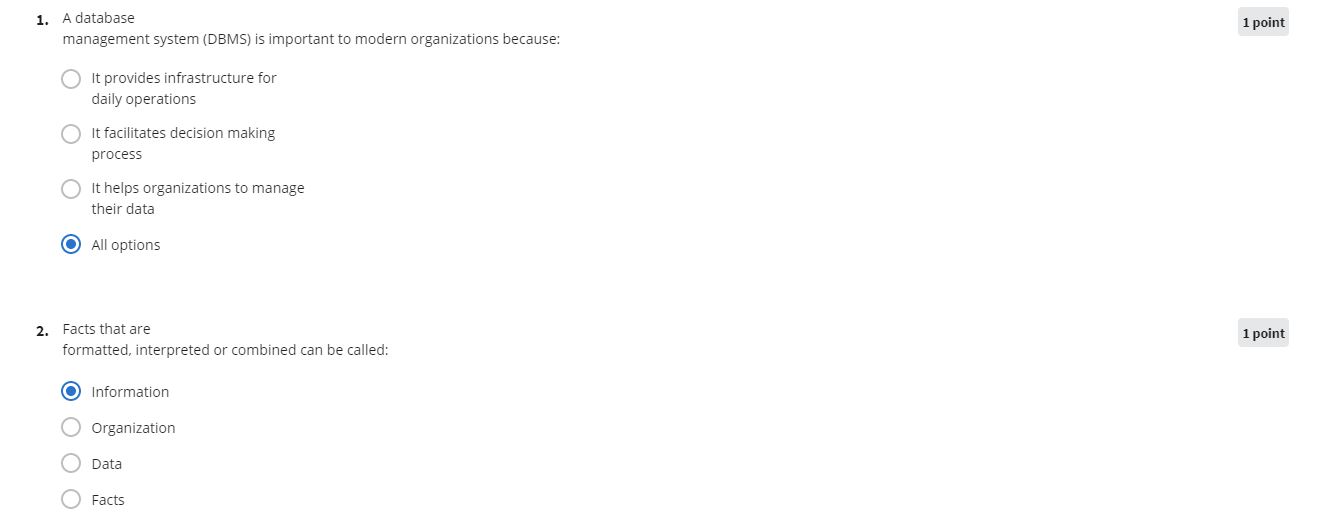 1. A database
1 point
management system (DBMS) is important to modern organizations because:
It provides infrastructure for
daily operations
It facilitates decision making
process
It helps organizations to manage
their data
All options
2. Facts that are
1 point
formatted, interpreted or combined can be called:
Information
Organization
Data
Facts